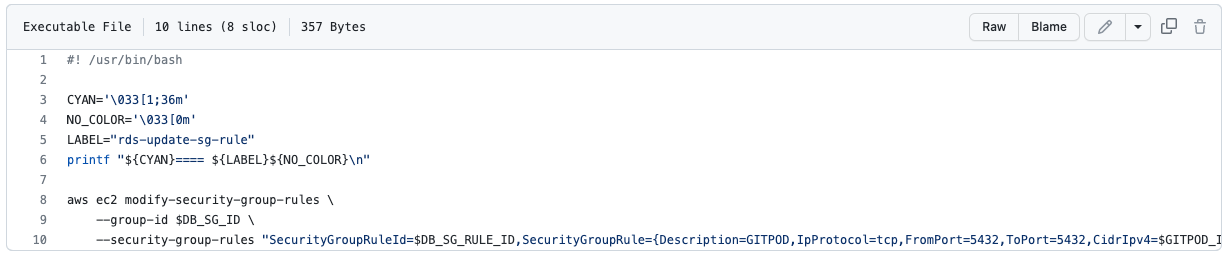 Executable File 10 lines (8 sloc) 357 Bytes Raw Blame
1 #! /usr/bin/bash
2
3 CYAN='\033[1;36m'
4 NO_COLOR='\033[0m'
5 LABEL="rds-update-sg-rule"
6 printf "${CYAN}==== ${LABEL}${NO_COLOR}\n"
7
8 aws ec2 modify-security-group-rules \
9 --group-id $DB_SG_ID \
10 --security-group-rules "SecurityGroupRuleId=$DB_SG_RULE_ID,SecurityGroupRule={Description=GITPOD,IpProtocol=tcp,FromPort=5432,ToPort=5432,CidrIpv4=$GITPOD_I